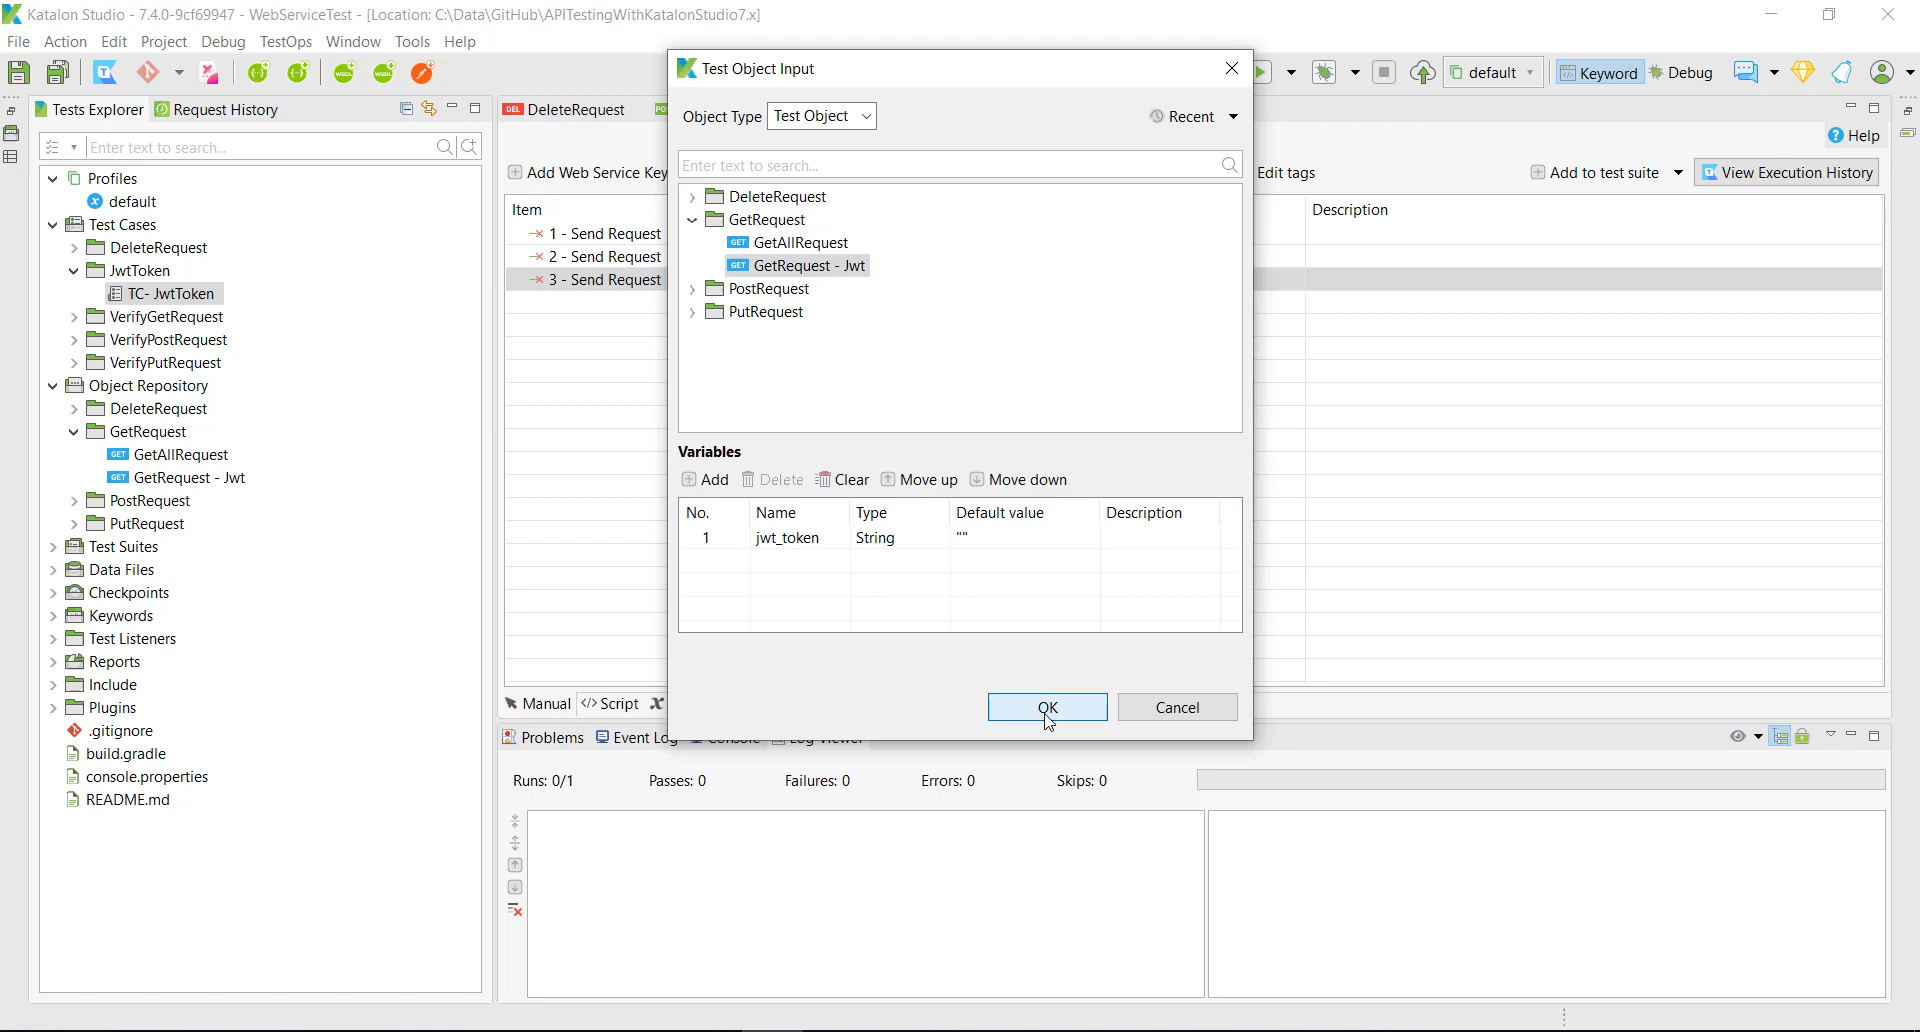 Katalon Studio - 7.4.0-9cf69947 - WebServiceTest - [Location: C:\Data\GitHub\APITestingWithKatalonStudio7.x]
File Action Edit Project Debug TestOps Window Tools Help
default
Keyword
Debug
Tests Explorer
Request History
Enter text to search...
Profiles
default
Test Cases
DeleteRequest
JwtToken
TC- JwtToken
VerifyGetRequest
VerifyPostRequest
VerifyPutRequest
Object Repository
DeleteRequest
GetRequest
GET GetAllRequest
GET GetRequest - Jwt
PostRequest
PutRequest
Test Suites
Data Files
Checkpoints
Keywords
Test Listeners
Reports
Include
Plugins
.gitignore
build.gradle
console.properties
README.md
DEL DeleteRequest
Help
Add Web Service Key
Edit tags
Add to test suite
View Execution History
Item
Description
1 - Send Request
2 - Send Request
3 - Send Request
Manual
</> Script
Test Object Input
Object Type
Test Object
Recent
Enter text to search...
DeleteRequest
GetRequest
GET GetAllRequest
GET GetRequest - Jwt
PostRequest
PutRequest
Variables
Add Delete Clear Move up Move down
No. Name Type Default value Description
1 jwt_token String ""
OK
Cancel
Problems
Event Log
Runs: 0/1
Passes: 0
Failures: 0
Errors: 0
Skips: 0